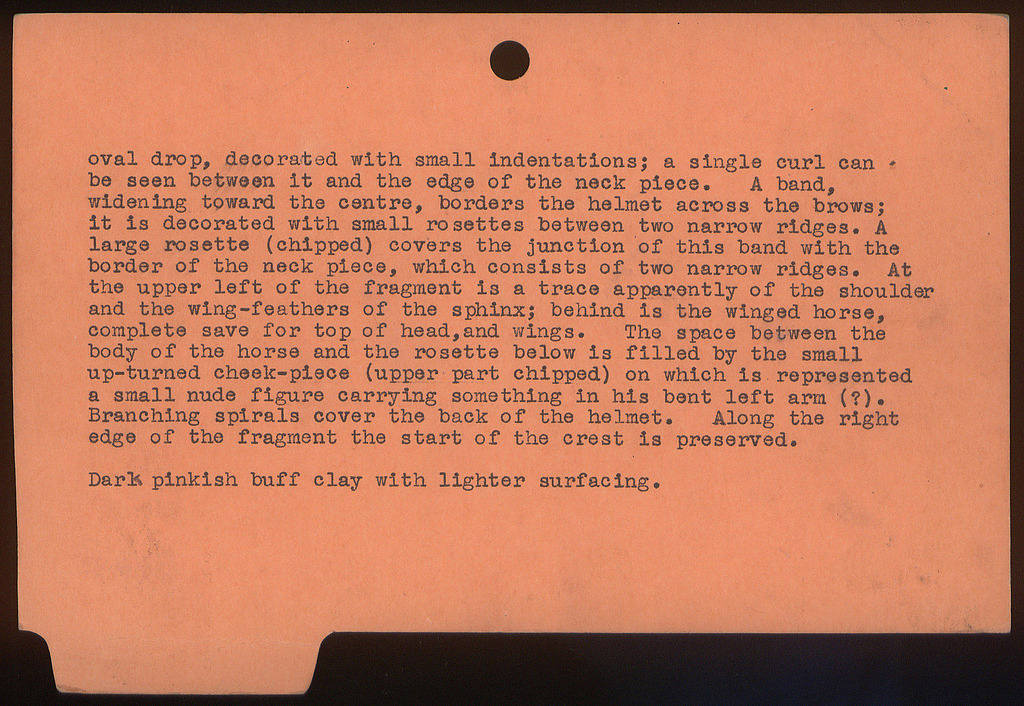 oval drop, decorated with small indentations; a single curl can
be seen between it and the edge of the neck piece. A band,
widening toward the centre, borders the helmet across the brows;
it is decorated with small rosettes between two narrow ridges. A
large rosette (chipped) covers the junction of this band with the
border of the neck piece, which consists of two narrow ridges. At
the upper left of the fragment is a trace apparently of the shoulder
and the wing-feathers of the sphinx; behind is the winged horse,
complete save for top of head,and wings. The space between the
body of the horse and the rosette below is filled by the small
up-turned cheek-piece (upper part chipped) on which is represented
a small nude figure carrying something in his bent left arm (?).
Branching spirals cover the back of the helmet. Along the right
edge of the fragment the start of the crest is preserved.
Dark pinkish buff clay with lighter surfacing.